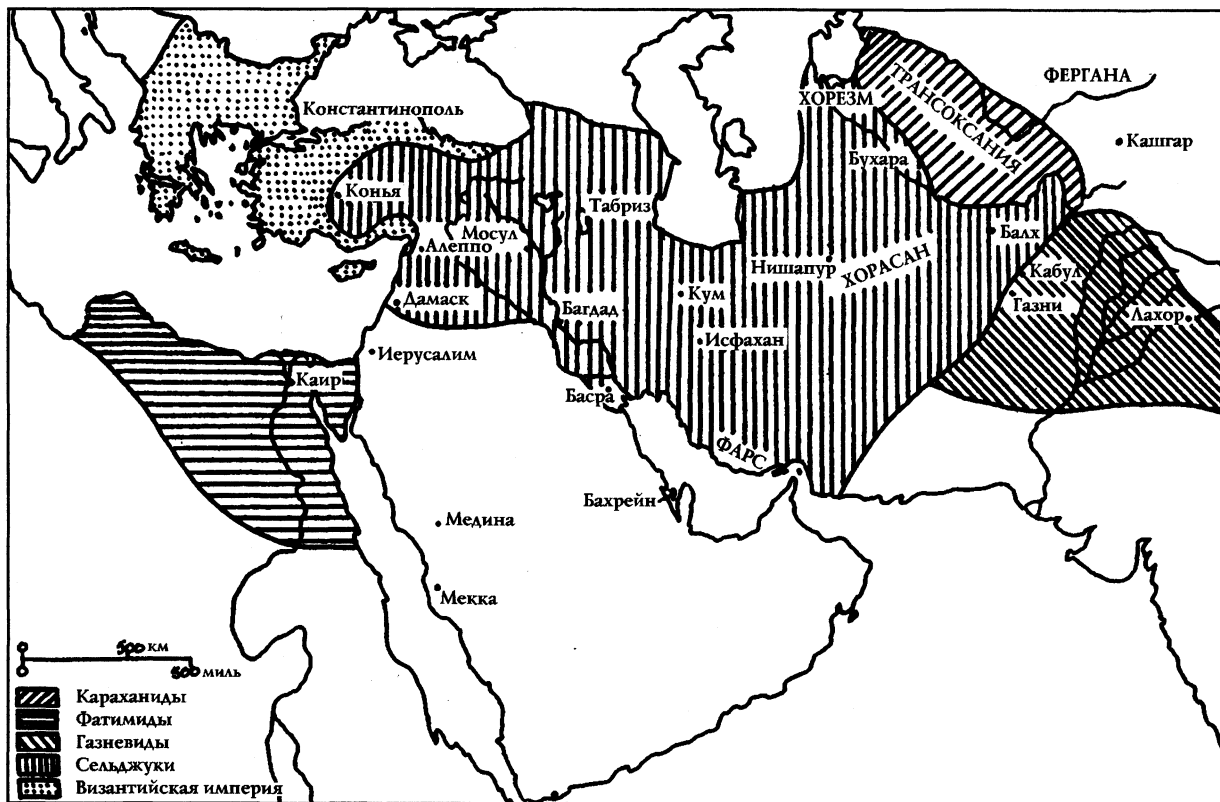 ФЕРГАНА
ТРАНСОКСАНИЯ
ХОРЕЗМ
Константинополь
Кашгар
Бухара
Конья
Табриз
Мосул
Алеппо
Балх
Нишапур
ХОРАСАН
Кабул
Кум
Газни
Дамаск
Багдад
Лахор
Исфахан
Иерусалим
Каир
Басра
ФАРС
Бахрейн
Медина
Мекка
500 км
500 миль
Караханиды
Фатимиды
Газневиды
Сельджуки
Византийская империя